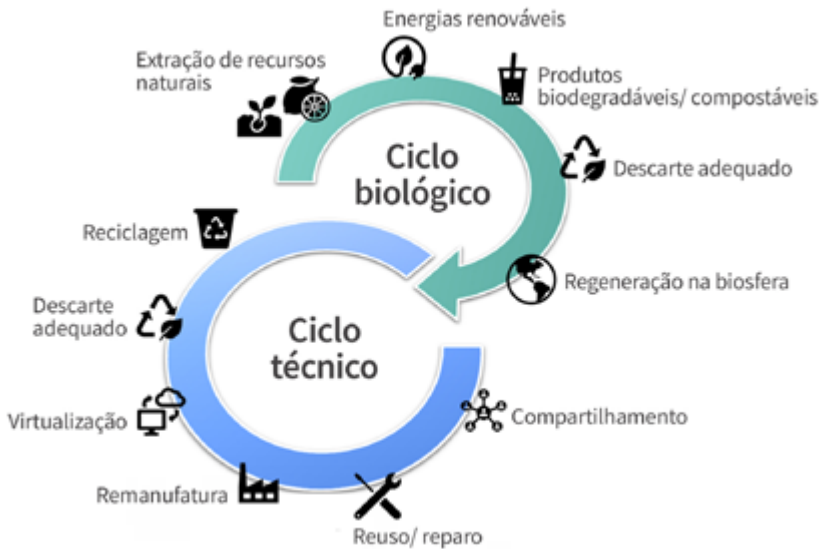 Energias renováveis
Extração de recursos
naturais
Produtos
biodegradáveis/ compostáveis
Ciclo
biológico
Descarte adequado
Reciclagem
Regeneração na biosfera
Descarte
adequado
Ciclo
técnico
Virtualização
Compartilhamento
Remanufatura
Reuso/ reparo